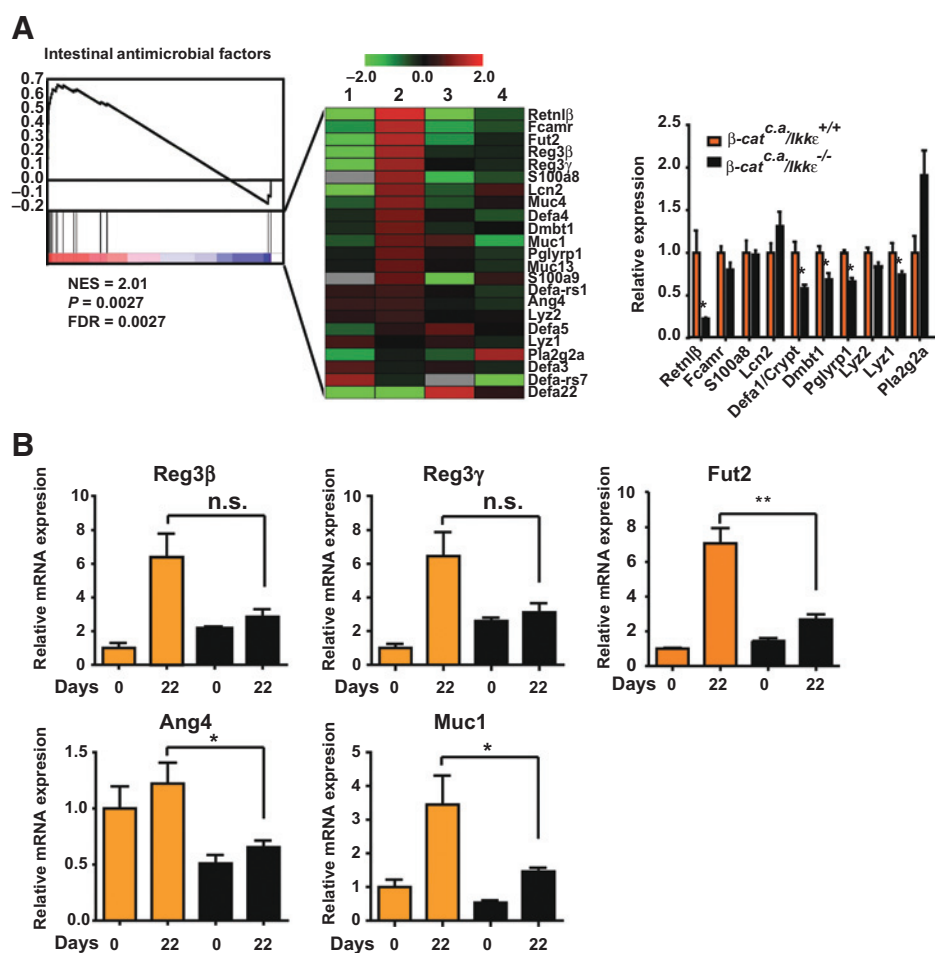 A
Intestinal antimicrobial factors
0.7
0.6
0.5
0.4
0.3
0.2
0.1
0.0
−0.1
−0.2
NES = 2.01
P = 0.0027
FDR = 0.0027
−2.0 0.0 2.0
1 2 3 4
Retnlβ
Fcamr
Fut2
Reg3β
Reg3γ
S100a8
Lcn2
Muc4
Defa4
Dmbt1
Muc1
Pglyrp1
Muc13
S100a9
Defa-rs1
Ang4
Lyz2
Defa5
Lyz1
Pla2g2a
Defa3
Defa-rs7
Defa22
Relative expression
2.5
2.0
1.5
1.0
0.5
0.0
β-cat c.a/Ikkε +/+
β-cat c.a/Ikkε −/−
* * * * *
Retnlβ
Fcamr
S100a8
Lcn2
Defa1/Crypt
Dmbt1
Pglyrp1
Lyz2
Lyz1
Pla2g2a
B
Reg3β
Relative mRNA expression
10
8
6
4
2
0
n.s.
Days 0 22 0 22
Reg3γ
Relative mRNA expression
10
8
6
4
2
0
n.s.
0 22 0 22
Fut2
Relative mRNA expression
10
8
6
4
2
0
**
0 22 0 22
Ang4
Relative mRNA expression
1.5
1.0
0.5
0.0
*
Days 0 22 0 22
Muc1
Relative mRNA expression
5
4
3
2
1
0
*
Days 0 22 0 22